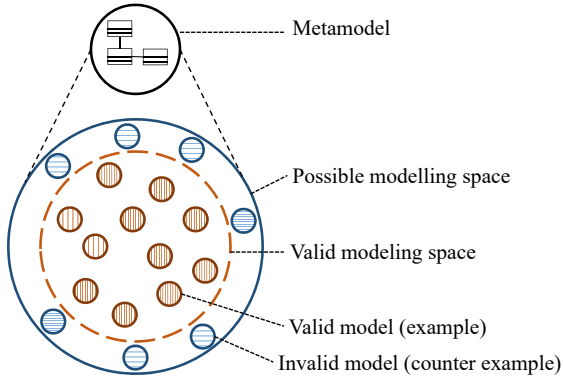 Metamodel
Possible modelling space
Valid modeling space
Valid model (example)
Invalid model (counter example)